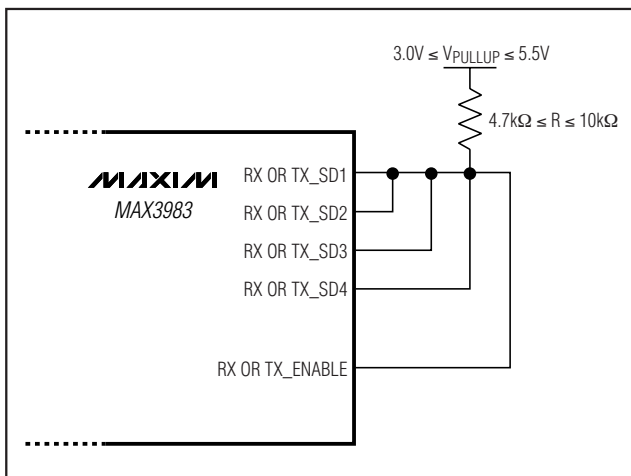 3.0V ≤ VPULLUP ≤ 5.5V
4.7kΩ ≤ R ≤ 10kΩ
MAXIM
MAX3983
RX OR TX_SD1
RX OR TX_SD2
RX OR TX_SD3
RX OR TX_SD4
RX OR TX_ENABLE